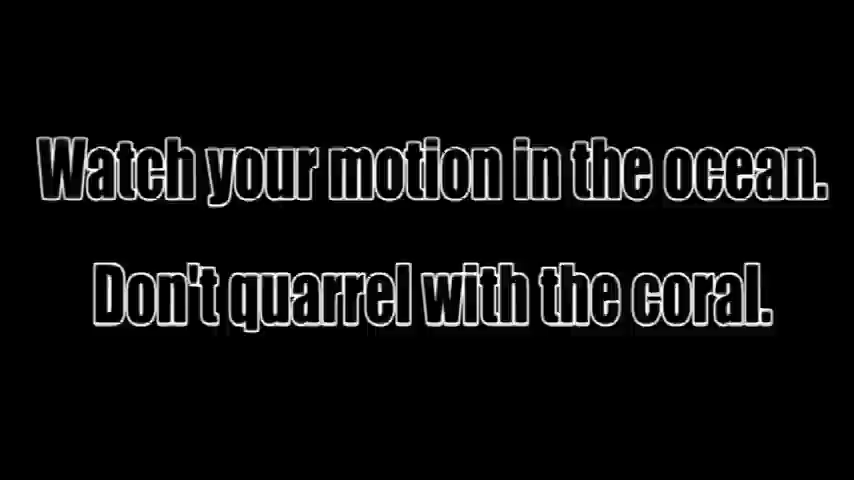 Watch your motion in the ocean.
Don't quarrel with the coral.